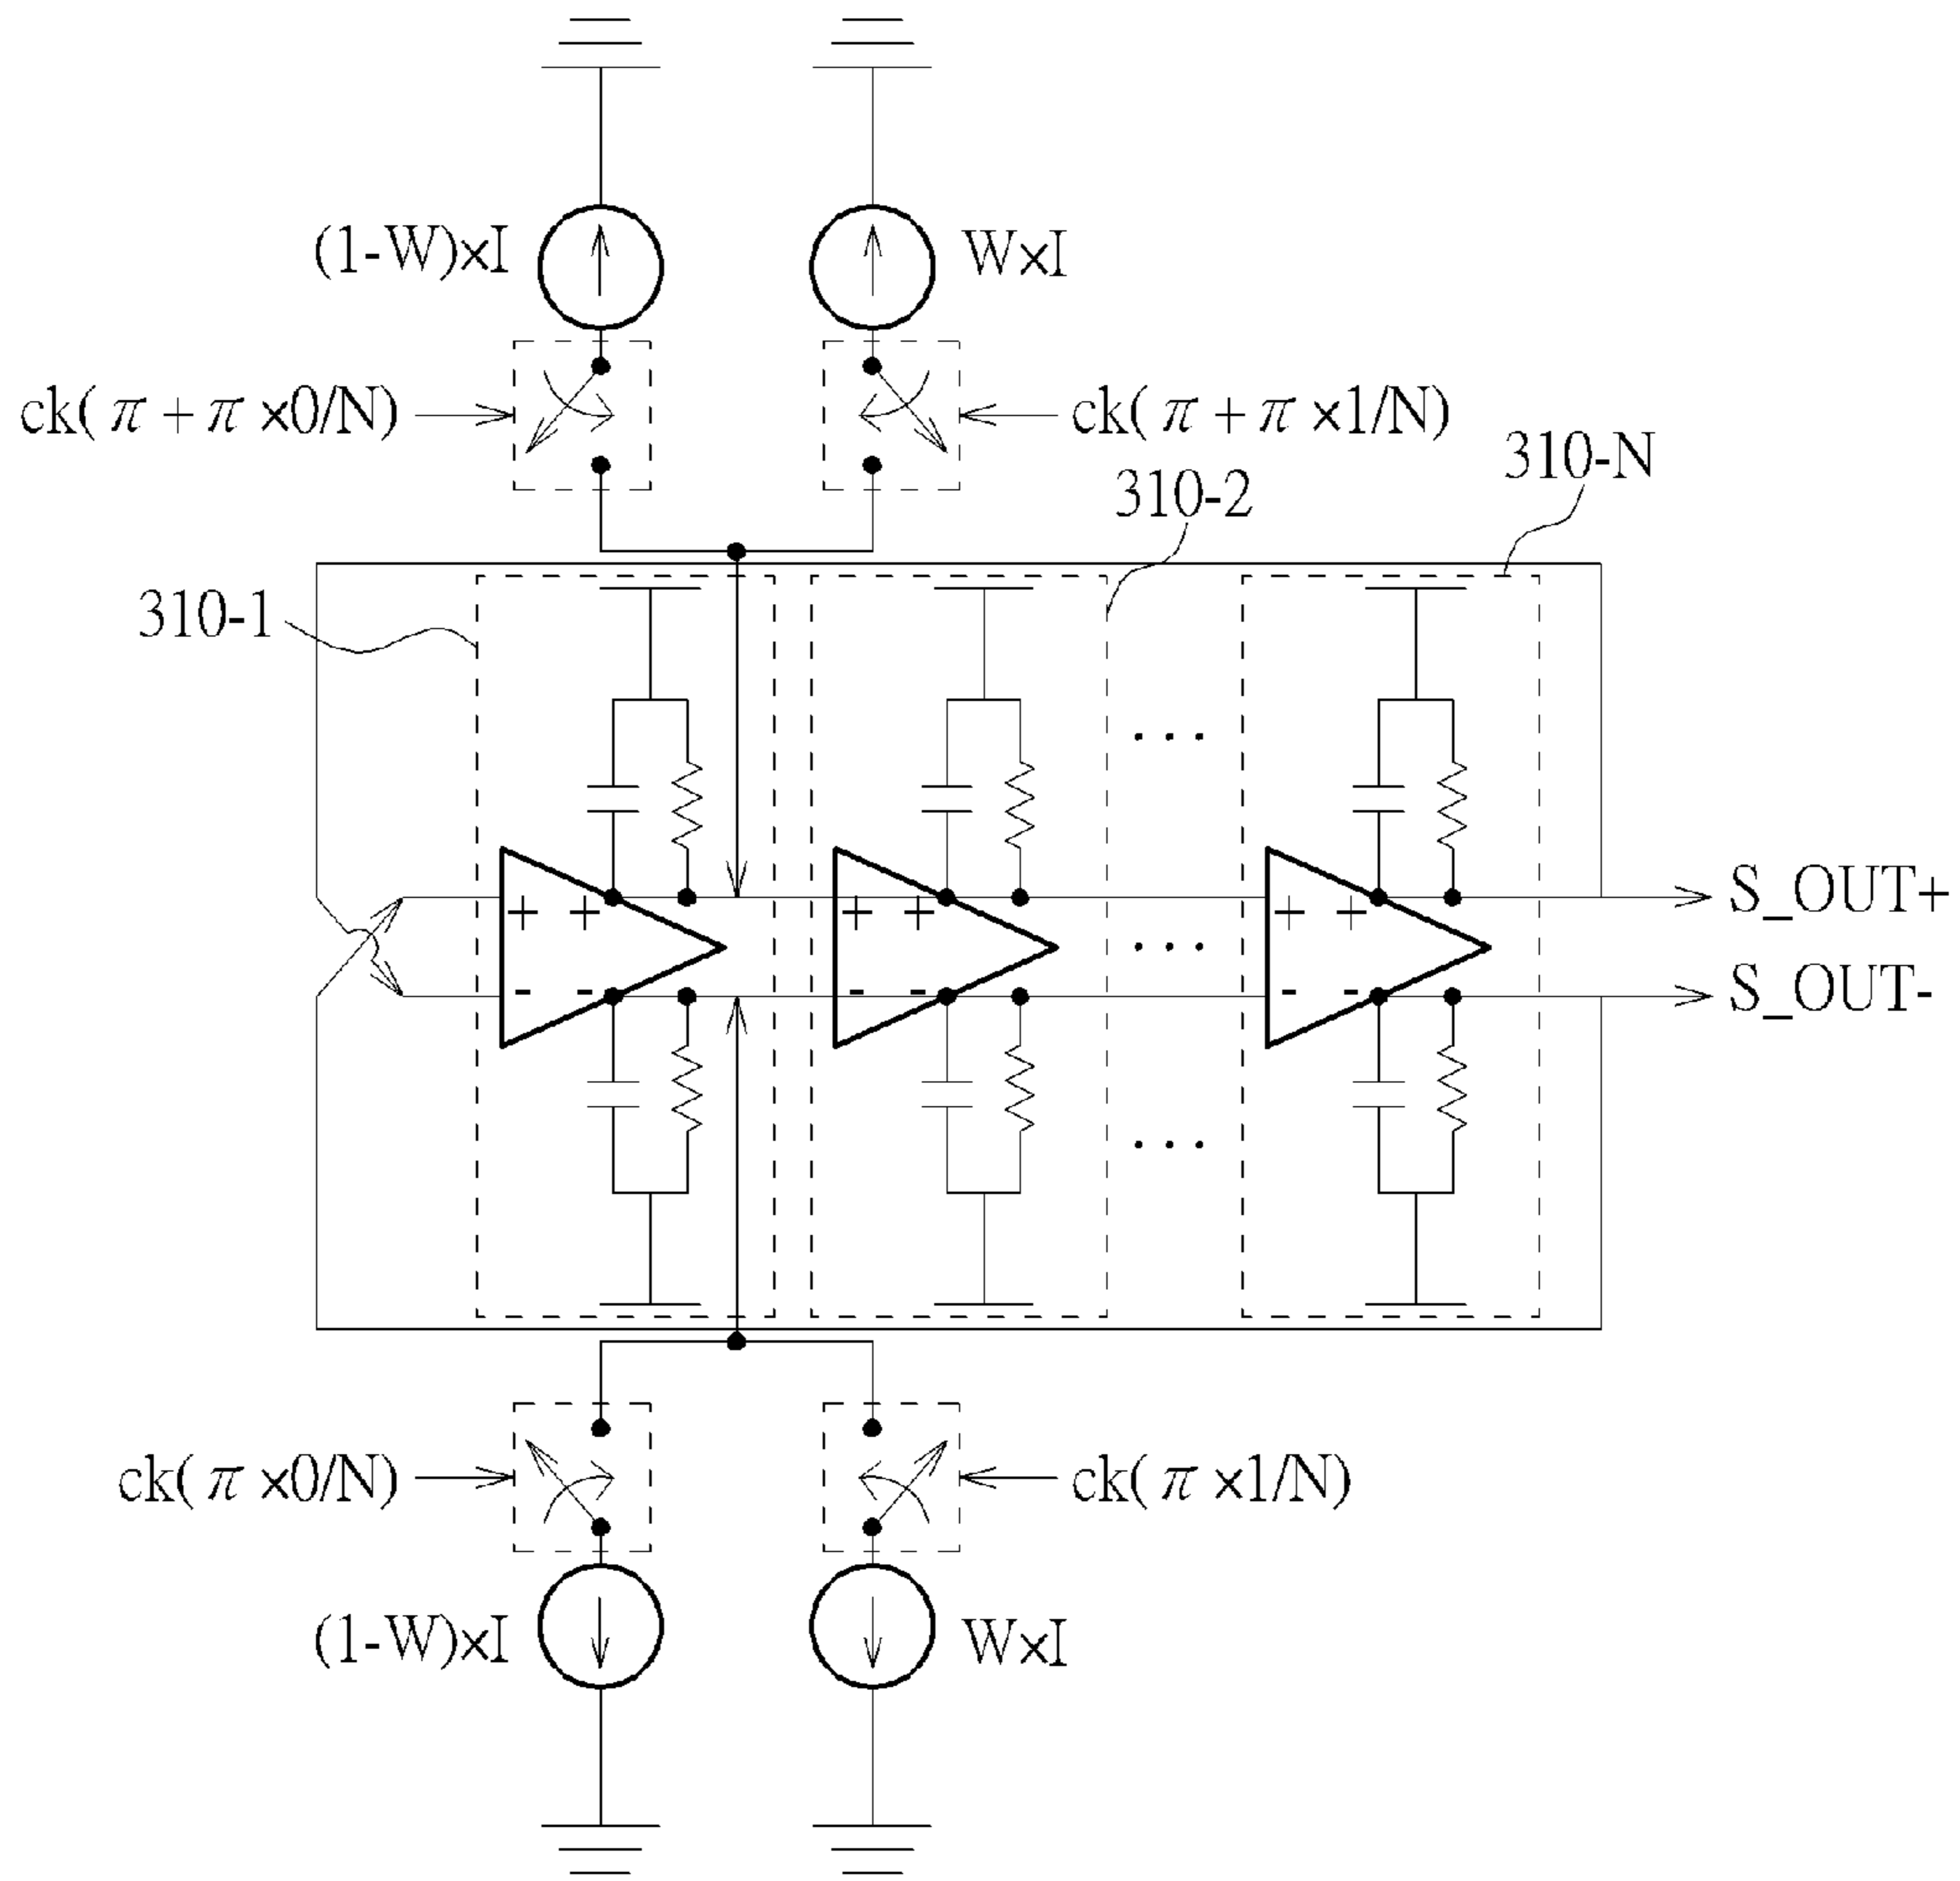 (1-W)×I
W×I
ck(π+π×0/N)
ck(π+π×1/N)
310-N
310-2
310-1
...
+ +
+ +
+ +
S_OUT+
...
- -
- -
- -
S_OUT-
...
ck(π×0/N)
ck(π×1/N)
(1-W)×I
W×I